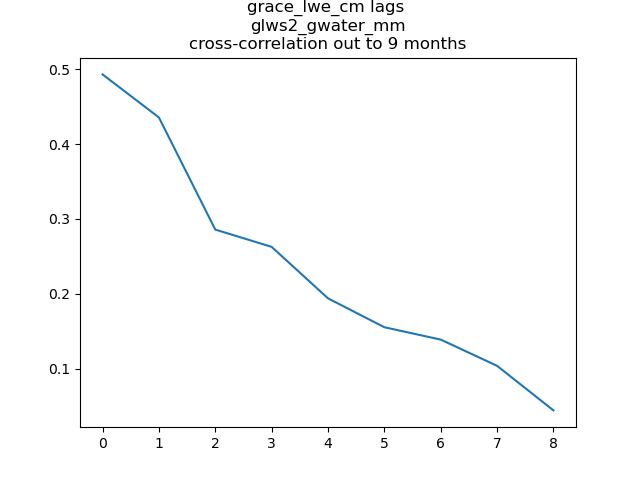 grace_lwe_cm lags
glws2_gwater_mm
cross-correlation out to 9 months
0.5
0.4
0.3
0.2
0.1
0 1 2 3 4 5 6 7 8